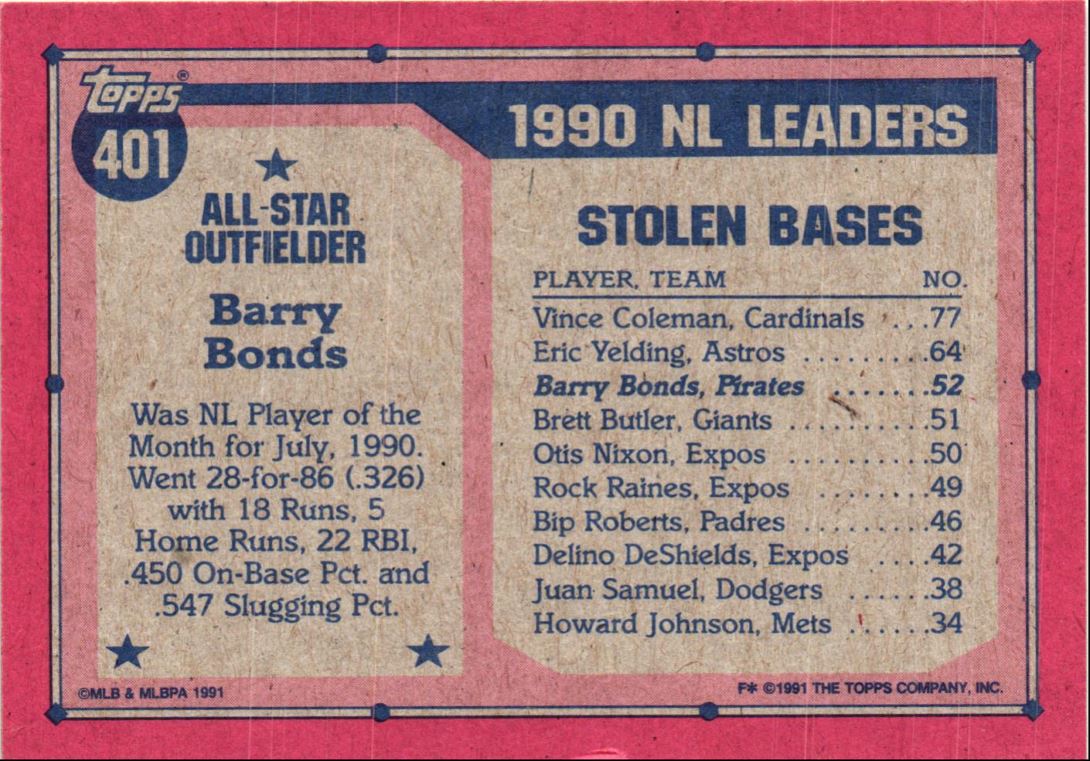 topps®
401
ALL-STAR
OUTFIELDER
Barry
Bonds
Was NL Player of the
Month for July, 1990.
Went 28-for-86 (.326)
with 18 Runs, 5
Home Runs, 22 RBI,
.450 On-Base Pct. and
.547 Slugging Pct.
1990 NL LEADERS
STOLEN BASES
PLAYER, TEAM NO.
Vince Coleman, Cardinals ...77
Eric Yelding, Astros .........64
Barry Bonds, Pirates .......52
Brett Butler, Giants ..........51
Otis Nixon, Expos ..........50
Rock Raines, Expos ........49
Bip Roberts, Padres .........46
Delino DeShields, Expos ....42
Juan Samuel, Dodgers ......38
Howard Johnson, Mets ......34
©MLB & MLBPA 1991
F* ©1991 THE TOPPS COMPANY, INC.